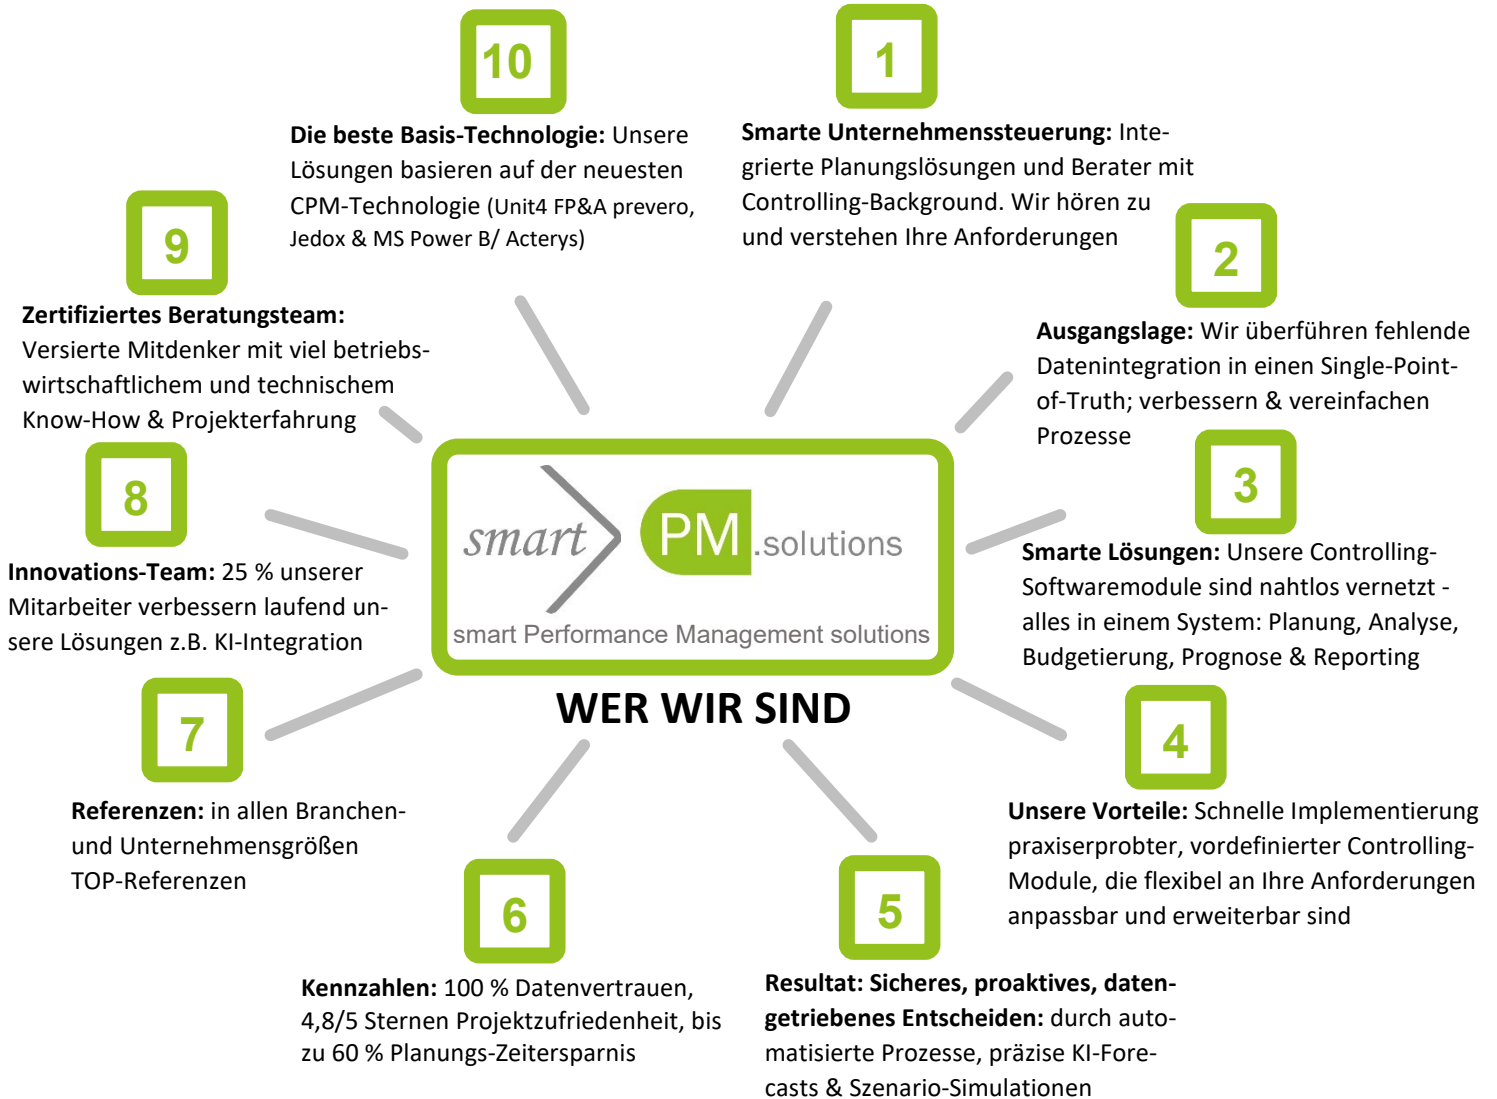 10
Die beste Basis-Technologie: Unsere
Lösungen basieren auf der neuesten
CPM-Technologie (Unit4 FP&A prevero,
Jedox & MS Power B/ Acterys)
1
Smarte Unternehmenssteuerung: Inte-
grierte Planungslösungen und Berater mit
Controlling-Background. Wir hören zu
und verstehen Ihre Anforderungen
2
Ausgangslage: Wir überführen fehlende
Datenintegration in einen Single-Point-
of-Truth; verbessern & vereinfachen
Prozesse
3
Smarte Lösungen: Unsere Controlling-
Softwaremodule sind nahtlos vernetzt -
alles in einem System: Planung, Analyse,
Budgetierung, Prognose & Reporting
4
Unsere Vorteile: Schnelle Implementierung
praxiserprobter, vordefinierter Controlling-
Module, die flexibel an Ihre Anforderungen
anpassbar und erweiterbar sind
5
Resultat: Sicheres, proaktives, daten-
getriebenes Entscheiden: durch auto-
matisierte Prozesse, präzise KI-Fore-
casts & Szenario-Simulationen
6
Kennzahlen: 100 % Datenvertrauen,
4,8/5 Sternen Projektzufriedenheit, bis
zu 60 % Planungs-Zeitersparnis
7
Referenzen: in allen Branchen-
und Unternehmensgrößen
TOP-Referenzen
8
Innovations-Team: 25 % unserer
Mitarbeiter verbessern laufend un-
sere Lösungen z.B. KI-Integration
9
Zertifiziertes Beratungsteam:
Versierte Mitdenker mit viel betriebs-
wirtschaftlichem und technischem
Know-How & Projekterfahrung
smart PM.solutions
smart Performance Management solutions
WER WIR SIND